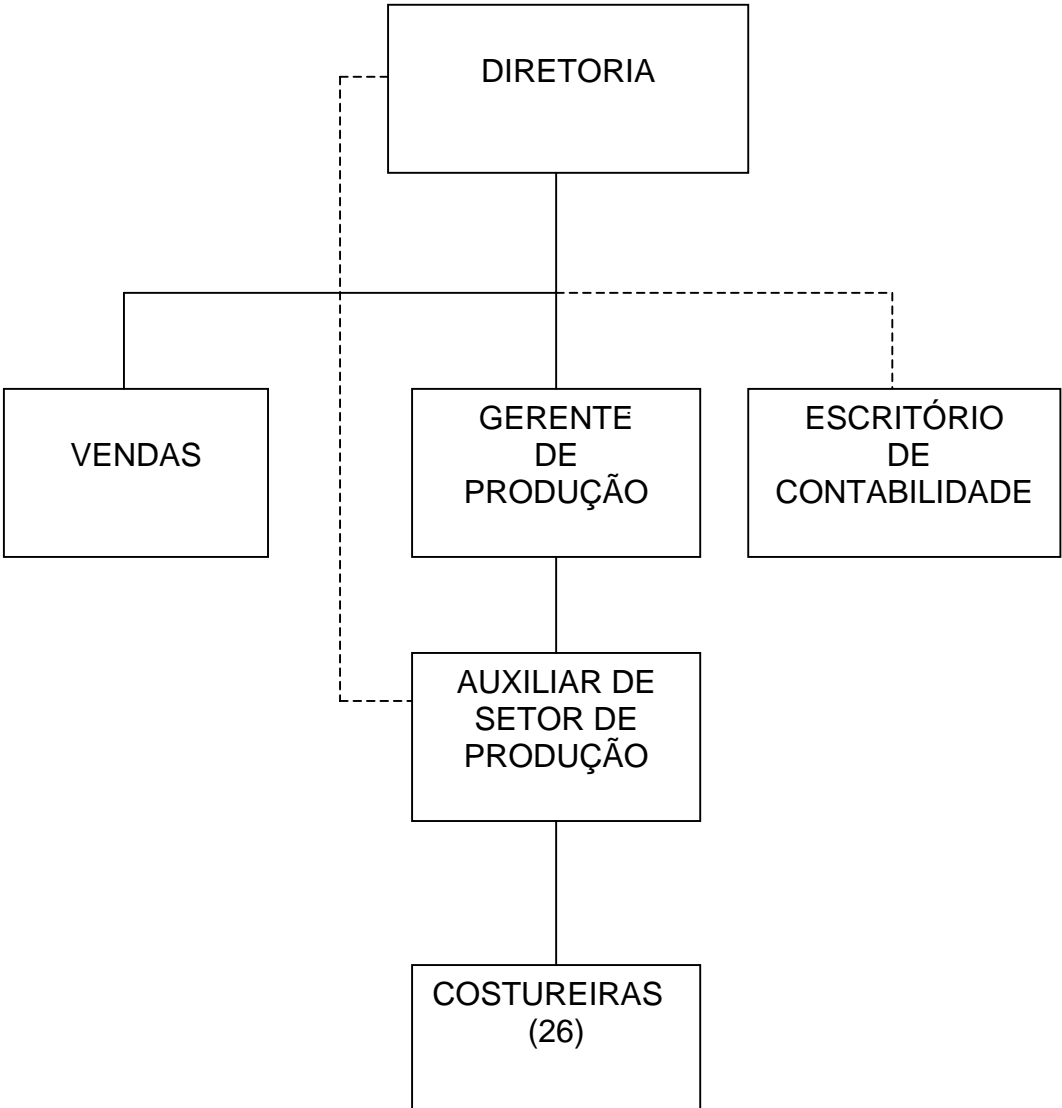 DIRETORIA
VENDAS
GERENTE
DE
PRODUÇÃO
ESCRITÓRIO
DE
CONTABILIDADE
AUXILIAR DE
SETOR DE
PRODUÇÃO
COSTUREIRAS
(26)